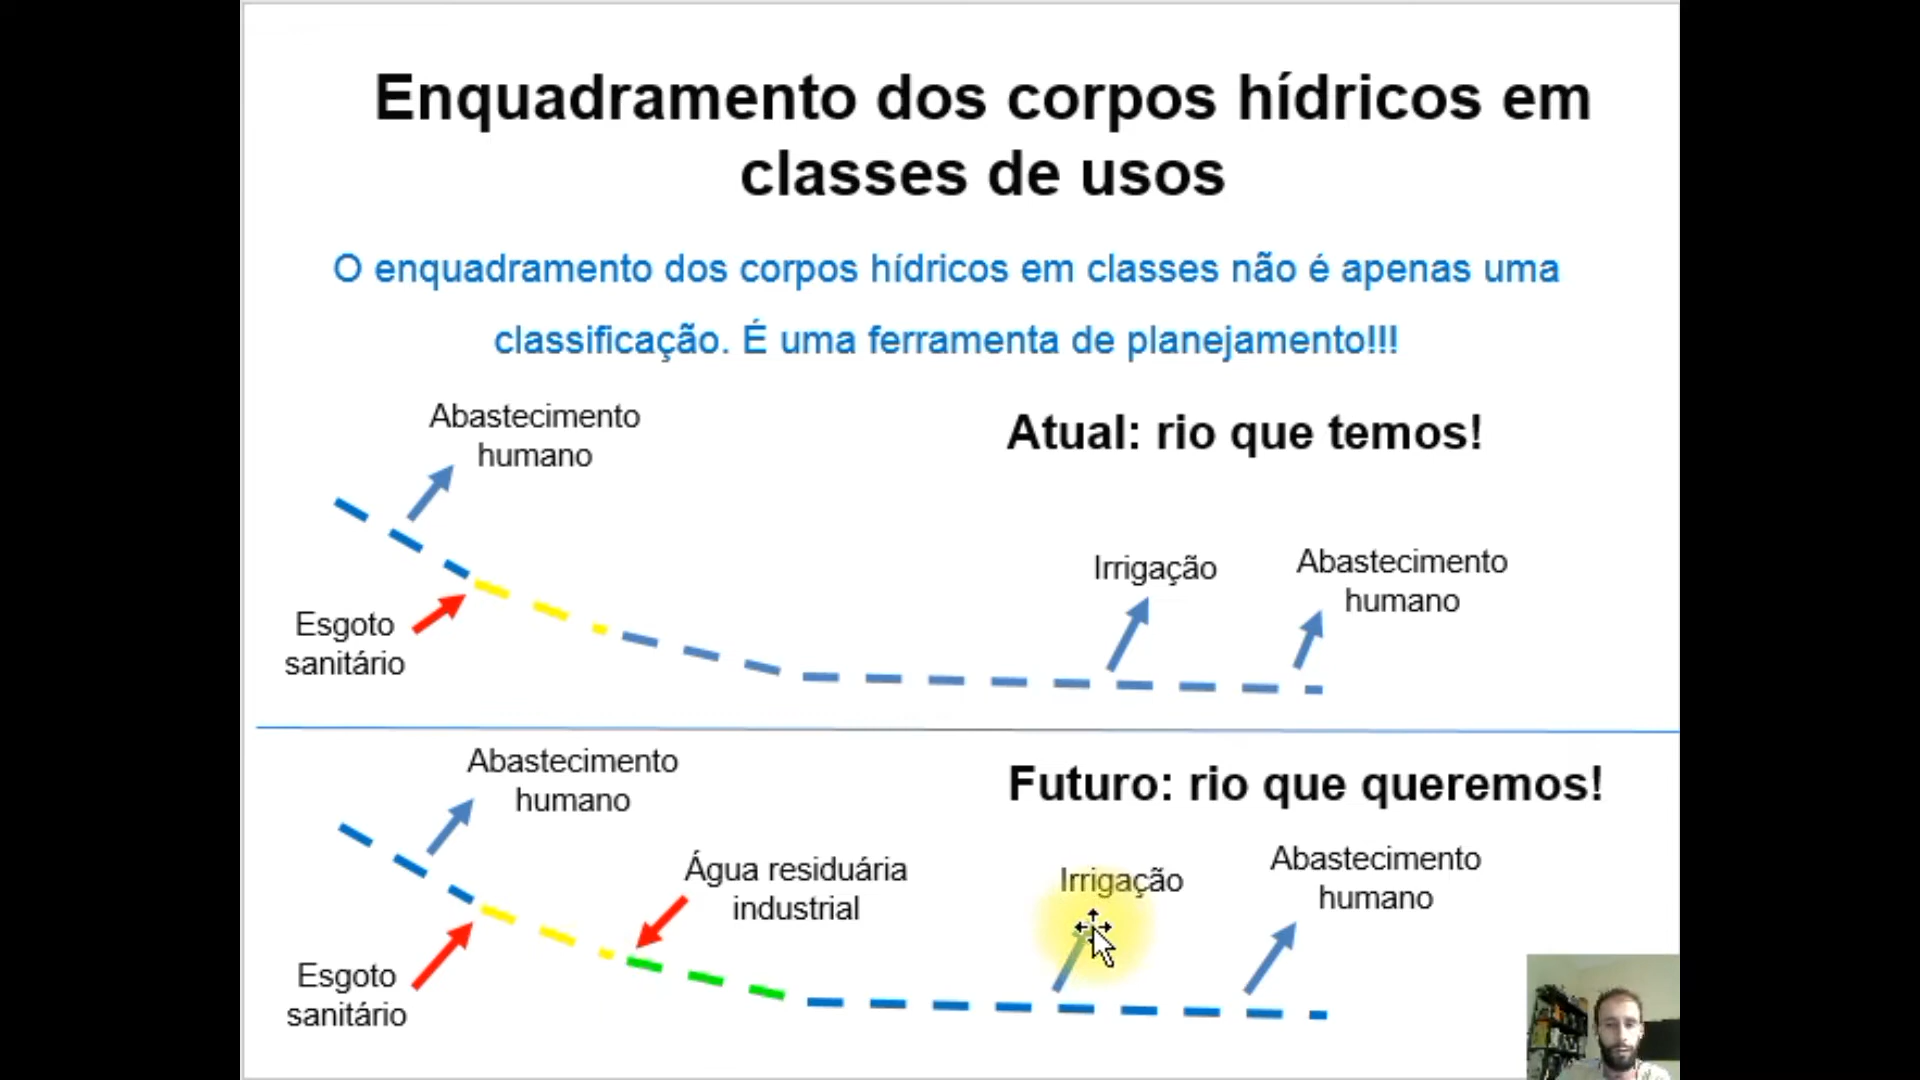 Enquadramento dos corpos hídricos em
classes de usos
O enquadramento dos corpos hídricos em classes não é apenas uma
classificação. É uma ferramenta de planejamento!!!
Abastecimento
humano
Atual: rio que temos!
Irrigação
Abastecimento
humano
Esgoto
sanitário
Abastecimento
humano
Futuro: rio que queremos!
Água residuária
industrial
Irrigação
Abastecimento
humano
Esgoto
sanitário